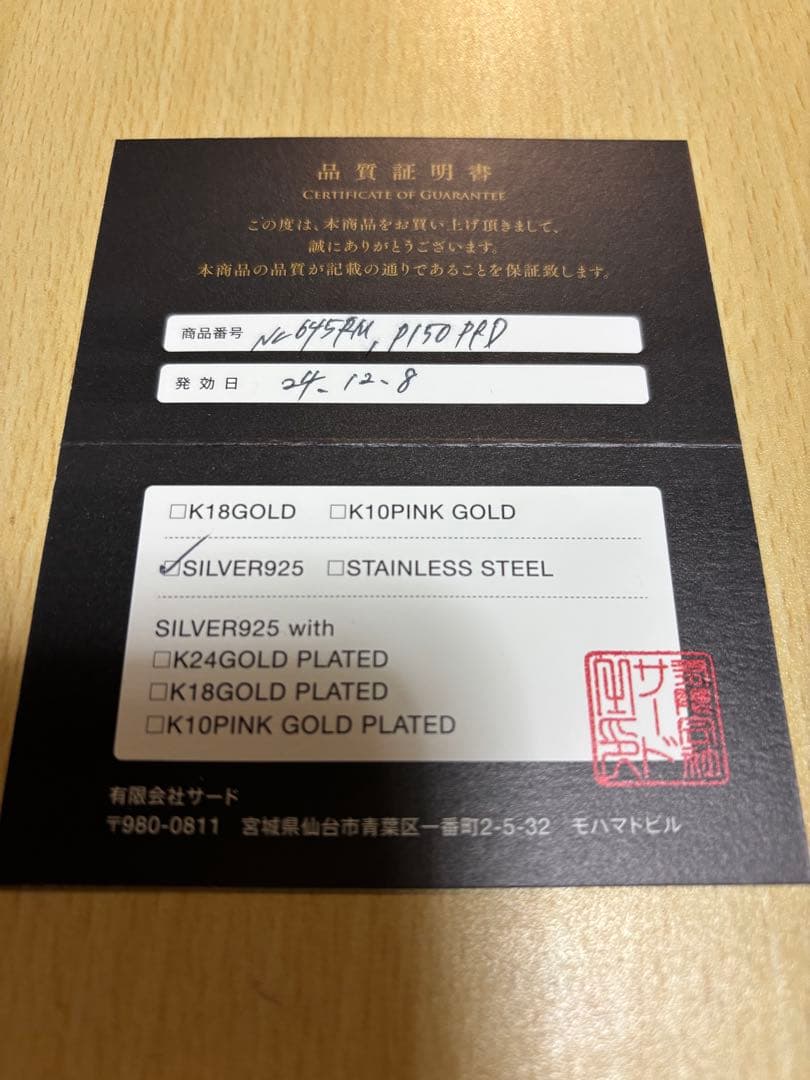 品質証明書
CERTIFICATE OF GUARANTEE
この度は、本商品をお買い上げ頂きまして、
誠にありがとうございます。
本商品の品質が記載の通りであることを保証致します。
商品番号 P150PRD
発効日 24.12.8
□K18GOLD □K10PINK GOLD
☑SILVER925 □STAINLESS STEEL
SILVER925 with
□K24GOLD PLATED
□K18GOLD PLATED
□K10PINK GOLD PLATED
サード
有限会社サード
〒980-0811 宮城県仙台市青葉区一番町2-5-32 モハマドビル